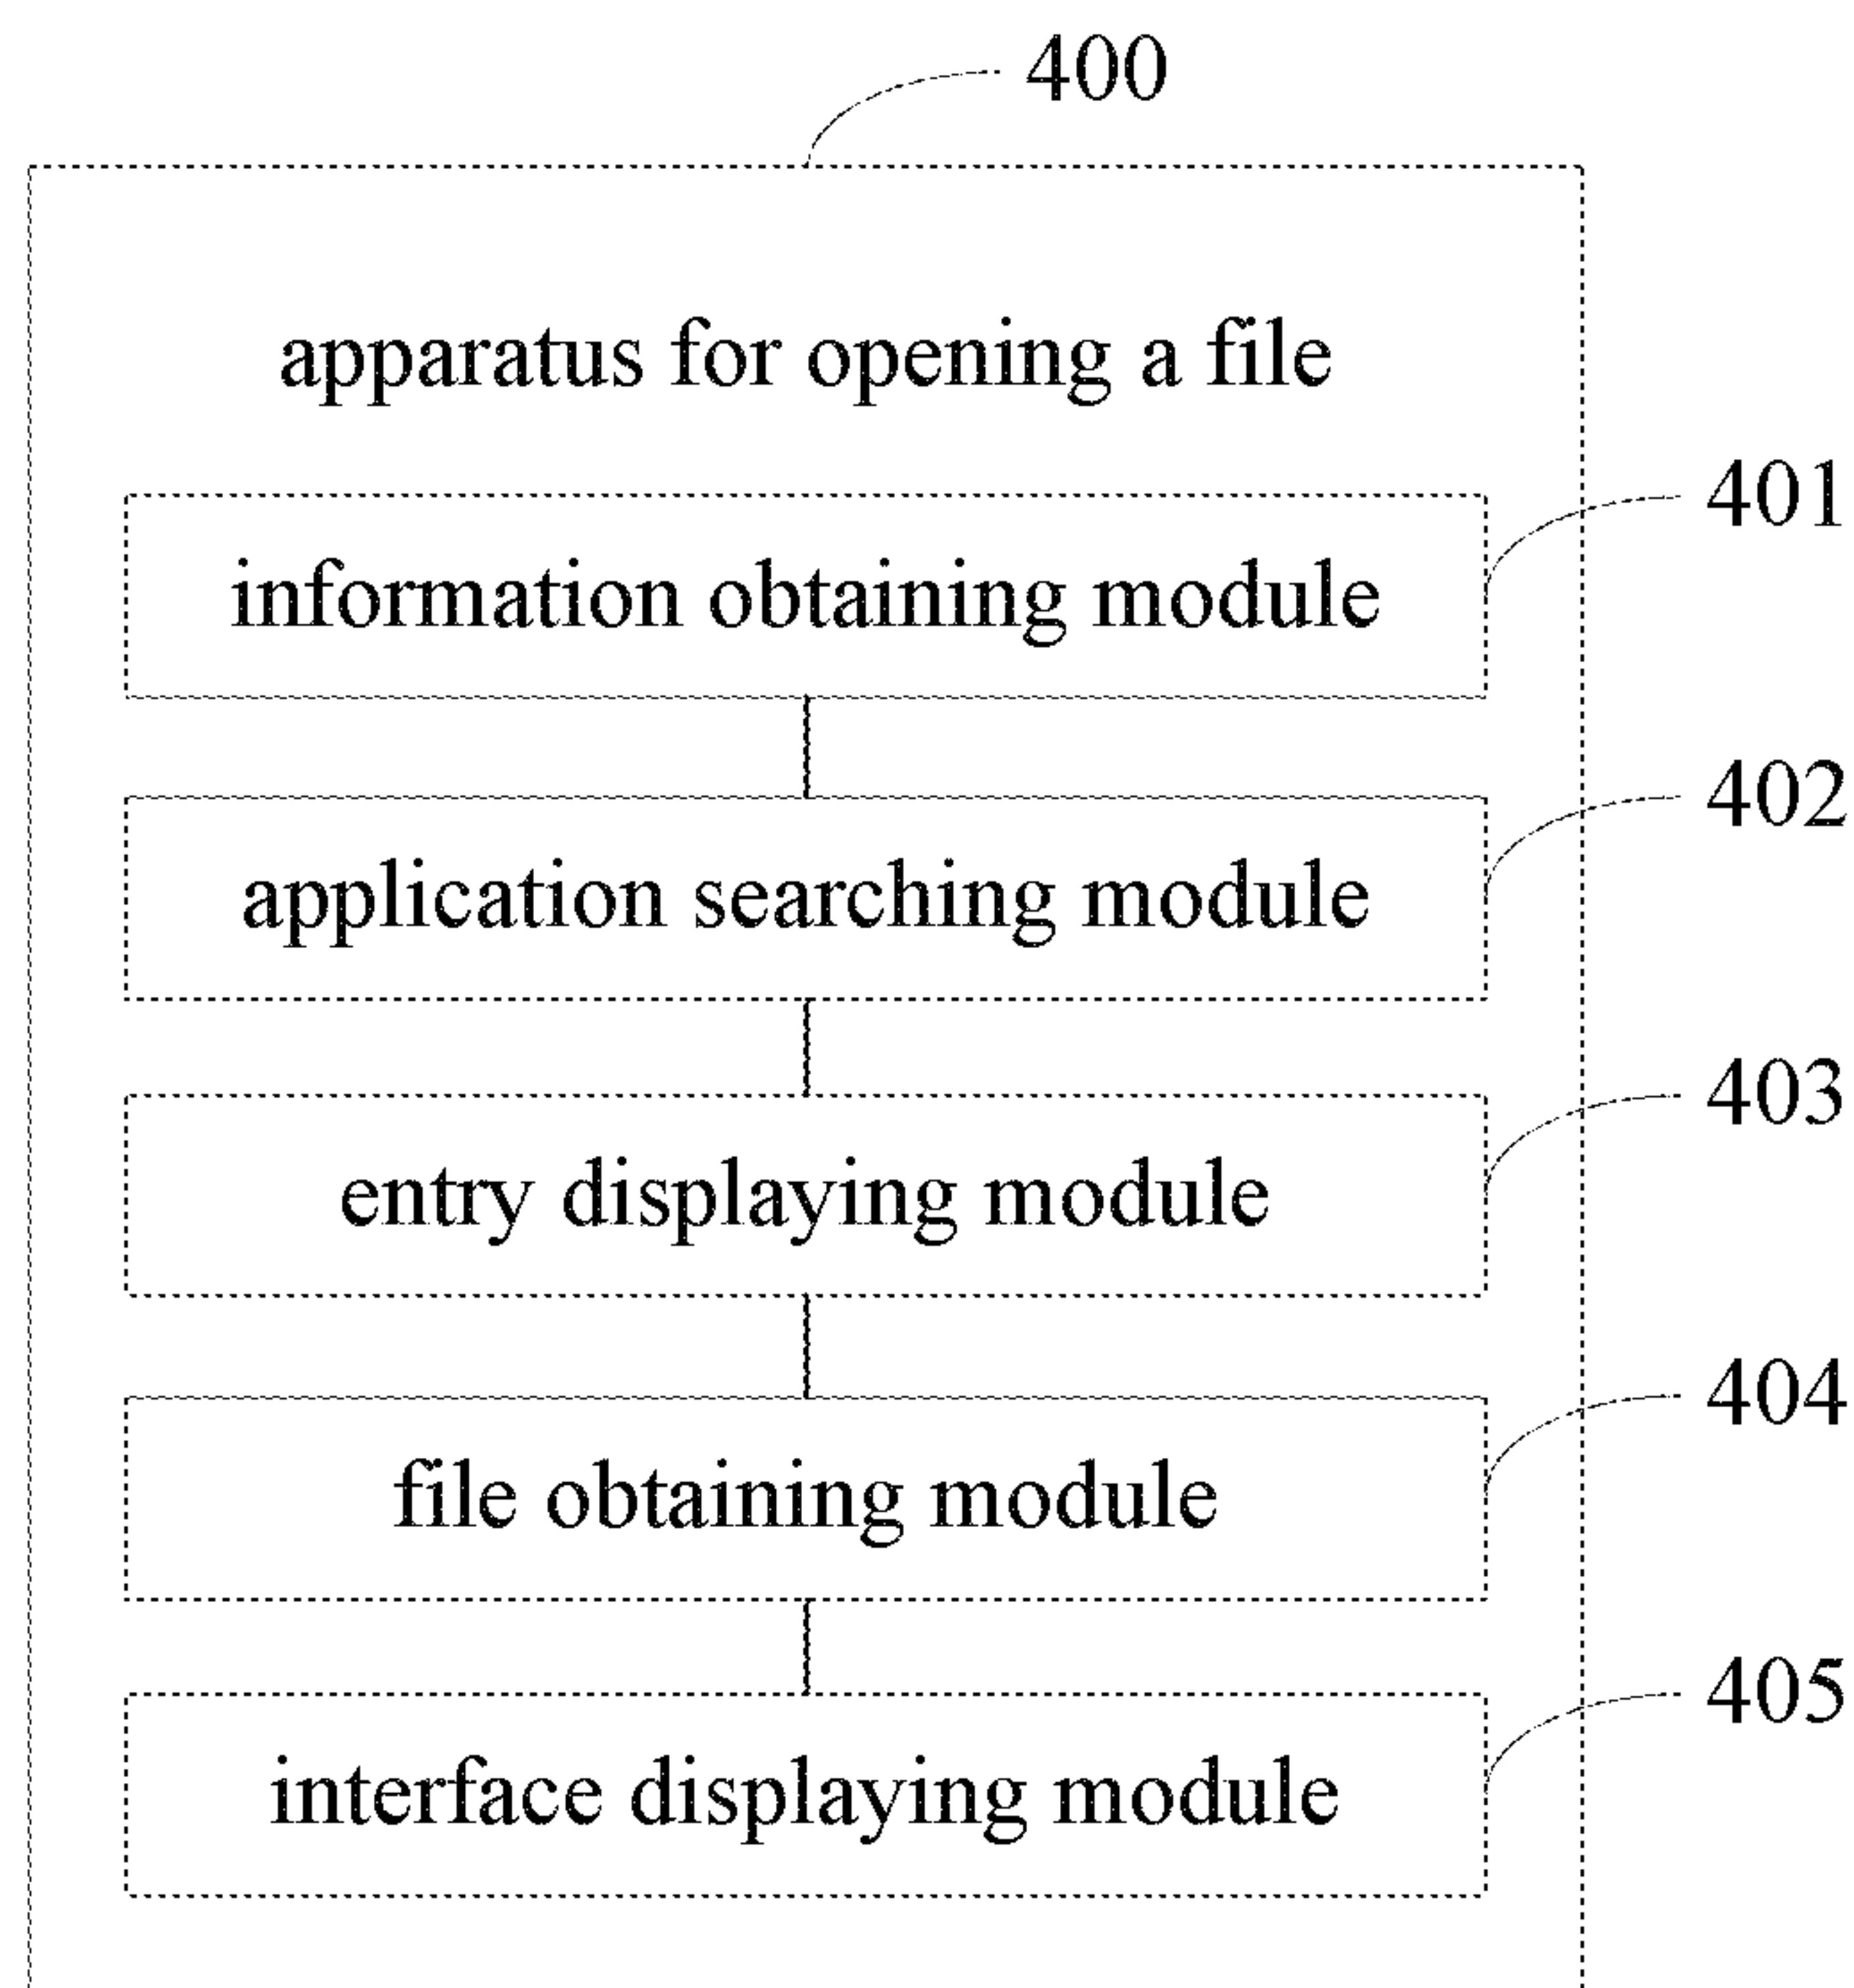 400
apparatus for opening a file
401
information obtaining module
402
application searching module
403
entry displaying module
404
file obtaining module
405
interface displaying module